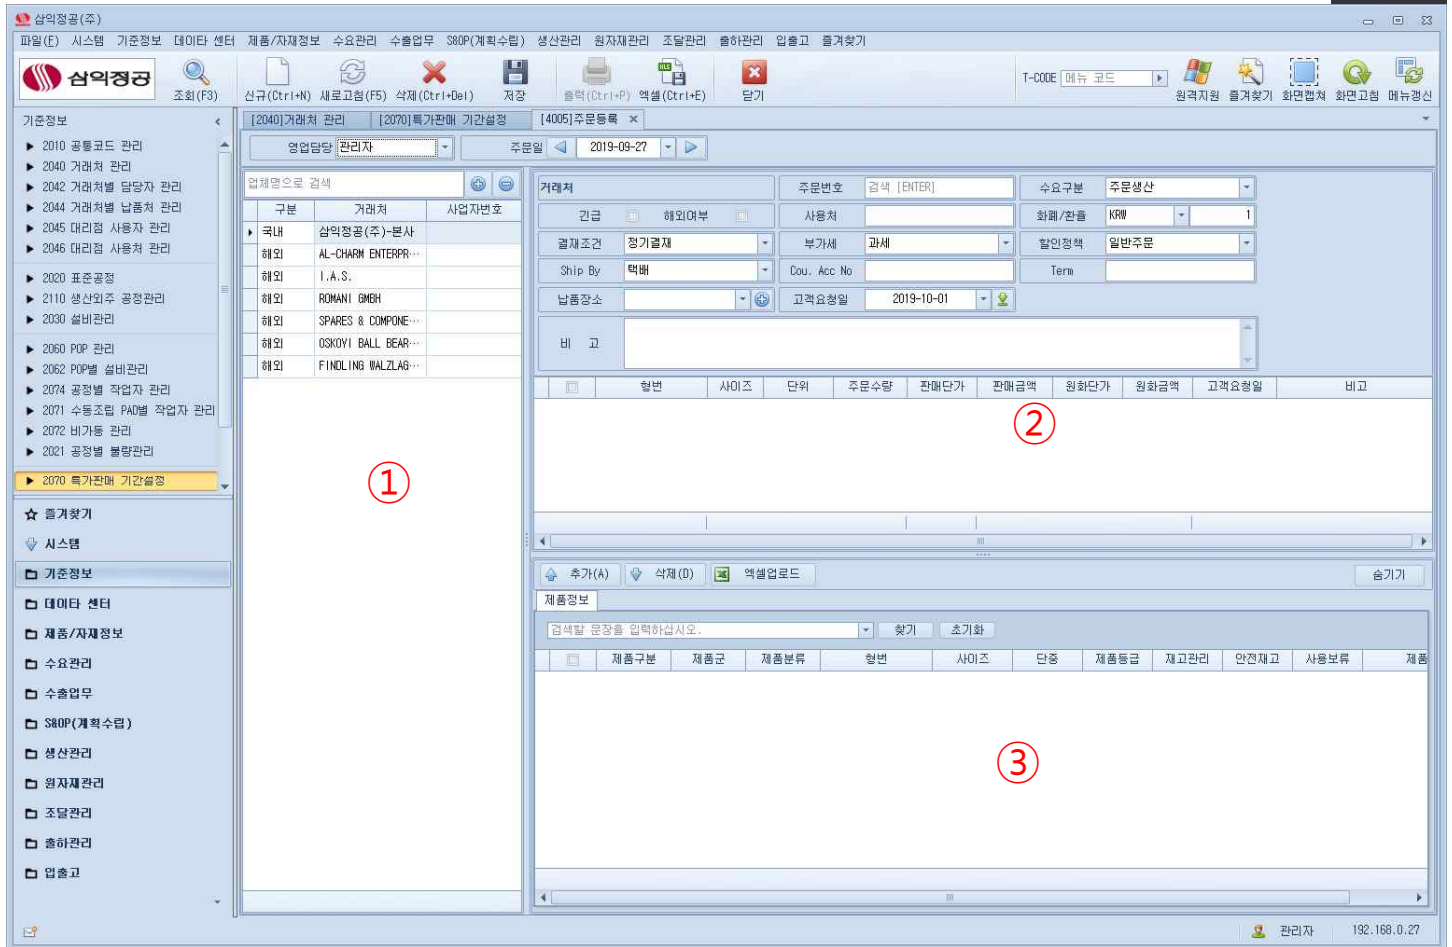 삼익정공(주)
파일(F) 시스템 기준정보 데이타 센터 제품/자재정보 수요관리 수출업무 S&OP(계획수립) 생산관리 원자재관리 조달관리 출하관리 입출고 즐겨찾기
삼익정공 조회(F3) 신규(Ctrl+N) 새로고침(F5) 삭제(Ctrl+Del) 저장 출력(Ctrl+P) 엑셀(Ctrl+E) 닫기 T-CODE 메뉴 코드 원격지원 즐겨찾기 화면캡쳐 화면고침 메뉴갱신
기준정보
2010 공통코드 관리
2040 거래처 관리
2042 거래처별 담당자 관리
2044 거래처별 납품처 관리
2045 대리점 사용자 관리
2046 대리점 사용처 관리
2020 표준공정
2110 생산외주 공정관리
2030 설비관리
2060 POP 관리
2062 POP별 설비관리
2074 공정별 작업자 관리
2071 수동조립 PAD별 작업자 관리
2072 비가동 관리
2021 공정별 불량관리
2070 특가판매 기간설정
즐겨찾기
시스템
기준정보
데이타 센터
제품/자재정보
수요관리
수출업무
S&OP(계획수립)
생산관리
원자재관리
조달관리
출하관리
입출고
[2040]거래처 관리 [2070]특가판매 기간설정 [4005]주문등록
영업담당 관리자 주문일 2019-09-27
업체명으로 검색
구분 거래처 사업자번호
국내 삼익정공(주)-본사
해외 AL-CHARM ENTERPR...
해외 I.A.S.
해외 ROMANI GMBH
해외 SPARES & COMPONE...
해외 OSKOYI BALL BEAR...
해외 FINDLING WALZLAG...
①
거래처 주문번호 검색 [ENTER] 수요구분 주문생산
긴급 해외여부 사용처 화폐/환율 KRW 1
결재조건 정기결재 부가세 과세 할인정책 일반주문
Ship By 택배 Cou. Acc No Term
납품장소 고객요청일 2019-10-01
비 고
형번 사이즈 단위 주문수량 판매단가 판매금액 원화단가 원화금액 고객요청일 비고
②
추가(A) 삭제(D) 엑셀업로드 숨기기
제품정보
검색할 문장을 입력하십시오. 찾기 초기화
제품구분 제품군 제품분류 형번 사이즈 단중 제품등급 재고관리 안전재고 사용보류 제품
③
관리자 192.168.0.27